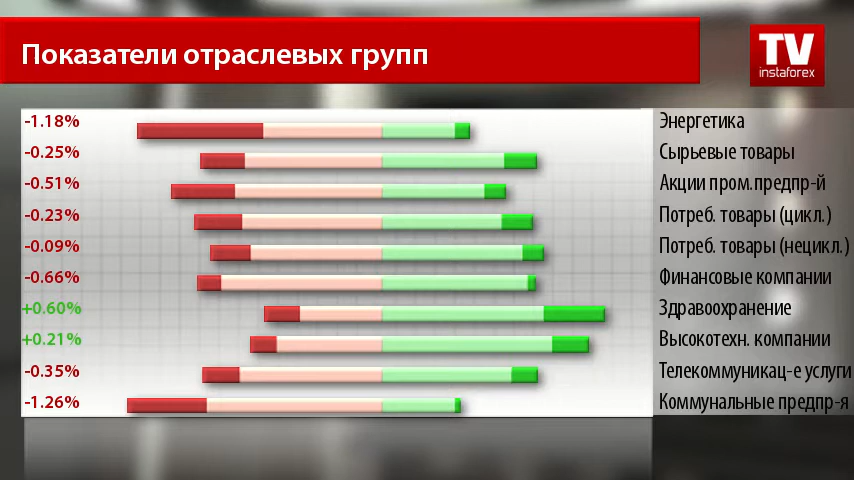 Показатели отраслевых групп
TV
instaforex
-1.18% Энергетика
-0.25% Сырьевые товары
-0.51% Акции пром.предпр-й
-0.23% Потреб. товары (цикл.)
-0.09% Потреб. товары (нецикл.)
-0.66% Финансовые компании
+0.60% Здравоохранение
+0.21% Высокотехн. компании
-0.35% Телекоммуникац-е услуги
-1.26% Коммунальные предпр-я